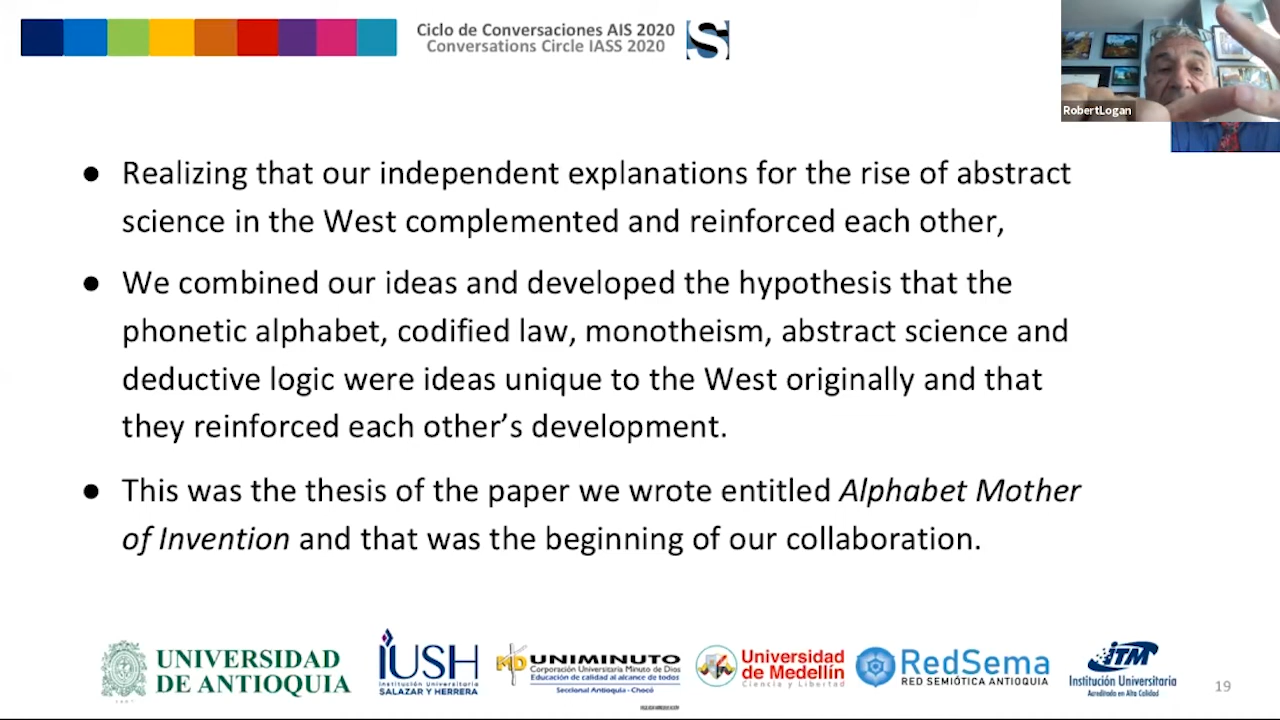 Ciclo de Conversaciones AIS 2020
Conversations Circle IASS 2020
S
RobertLogan
● Realizing that our independent explanations for the rise of abstract
science in the West complemented and reinforced each other,
● We combined our ideas and developed the hypothesis that the
phonetic alphabet, codified law, monotheism, abstract science and
deductive logic were ideas unique to the West originally and that
they reinforced each other’s development.
● This was the thesis of the paper we wrote entitled Alphabet Mother
of Invention and that was the beginning of our collaboration.
UNIVERSIDAD
DE ANTIOQUIA
IUSH
Institución Universitaria
SALAZAR Y HERRERA
MD UNIMINUTO
Corporación Universitaria Minuto de Dios
Educación de calidad al alcance de todos
Seccional Antioquia - Chocó
Universidad
de Medellín
Ciencia y Libertad
RedSema
RED SEMIÓTICA ANTIOQUIA
iTM
Institución Universitaria
Acreditada en Alta Calidad
19